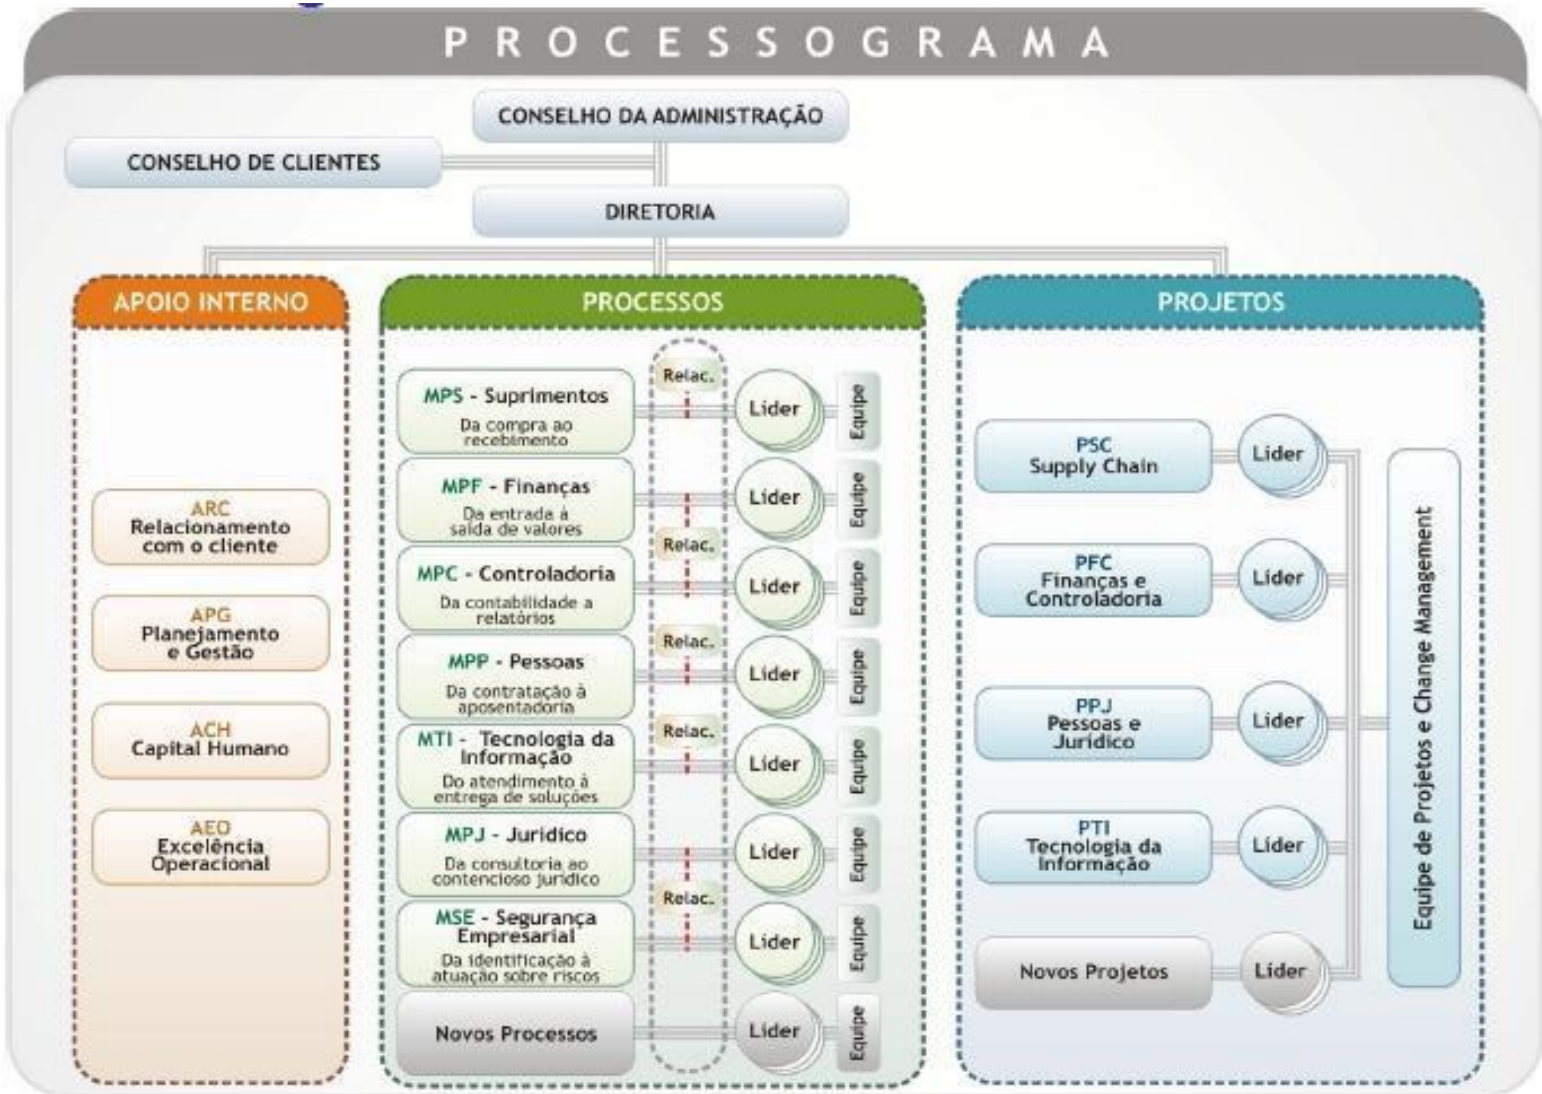 PROCESSOGRAMA
CONSELHO DA ADMINISTRAÇÃO
CONSELHO DE CLIENTES
DIRETORIA
APOIO INTERNO
ARC
Relacionamento
com o cliente
APG
Planejamento
e Gestão
ACH
Capital Humano
AEO
Excelência
Operacional
PROCESSOS
MPS - Suprimentos
Da compra ao
recebimento
Relac.
Líder
Equipe
MPF - Finanças
Da entrada à
saída de valores
Líder
Equipe
Relac.
MPC - Controladoria
Da contabilidade a
relatórios
Líder
Equipe
Relac.
MPP - Pessoas
Da contratação à
aposentadoria
Líder
Equipe
Relac.
MTI - Tecnologia da
Informação
Do atendimento à
entrega de soluções
Líder
Equipe
MPJ - Jurídico
Da consultoria ao
contencioso jurídico
Líder
Equipe
Relac.
MSE - Segurança
Empresarial
Da identificação à
atuação sobre riscos
Líder
Equipe
Novos Processos
Líder
Equipe
PROJETOS
PSC
Supply Chain
Líder
PFC
Finanças e
Controladoria
Líder
PPJ
Pessoas e
Jurídico
Líder
PTI
Tecnologia da
Informação
Líder
Novos Projetos
Líder
Equipe de Projetos e Change Management